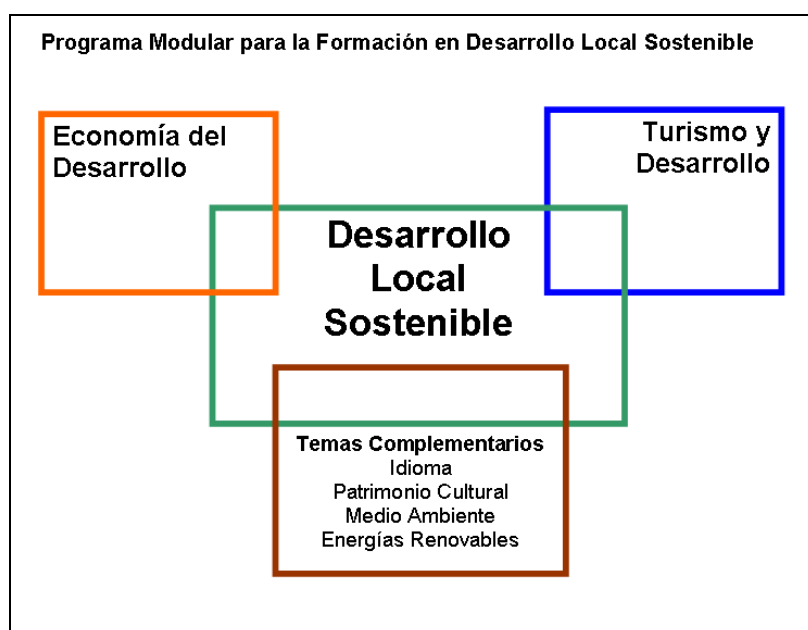 Programa Modular para la Formación en Desarrollo Local Sostenible
Economía del
Desarrollo
Turismo y
Desarrollo
Desarrollo
Local
Sostenible
Temas Complementarios
Idioma
Patrimonio Cultural
Medio Ambiente
Energías Renovables